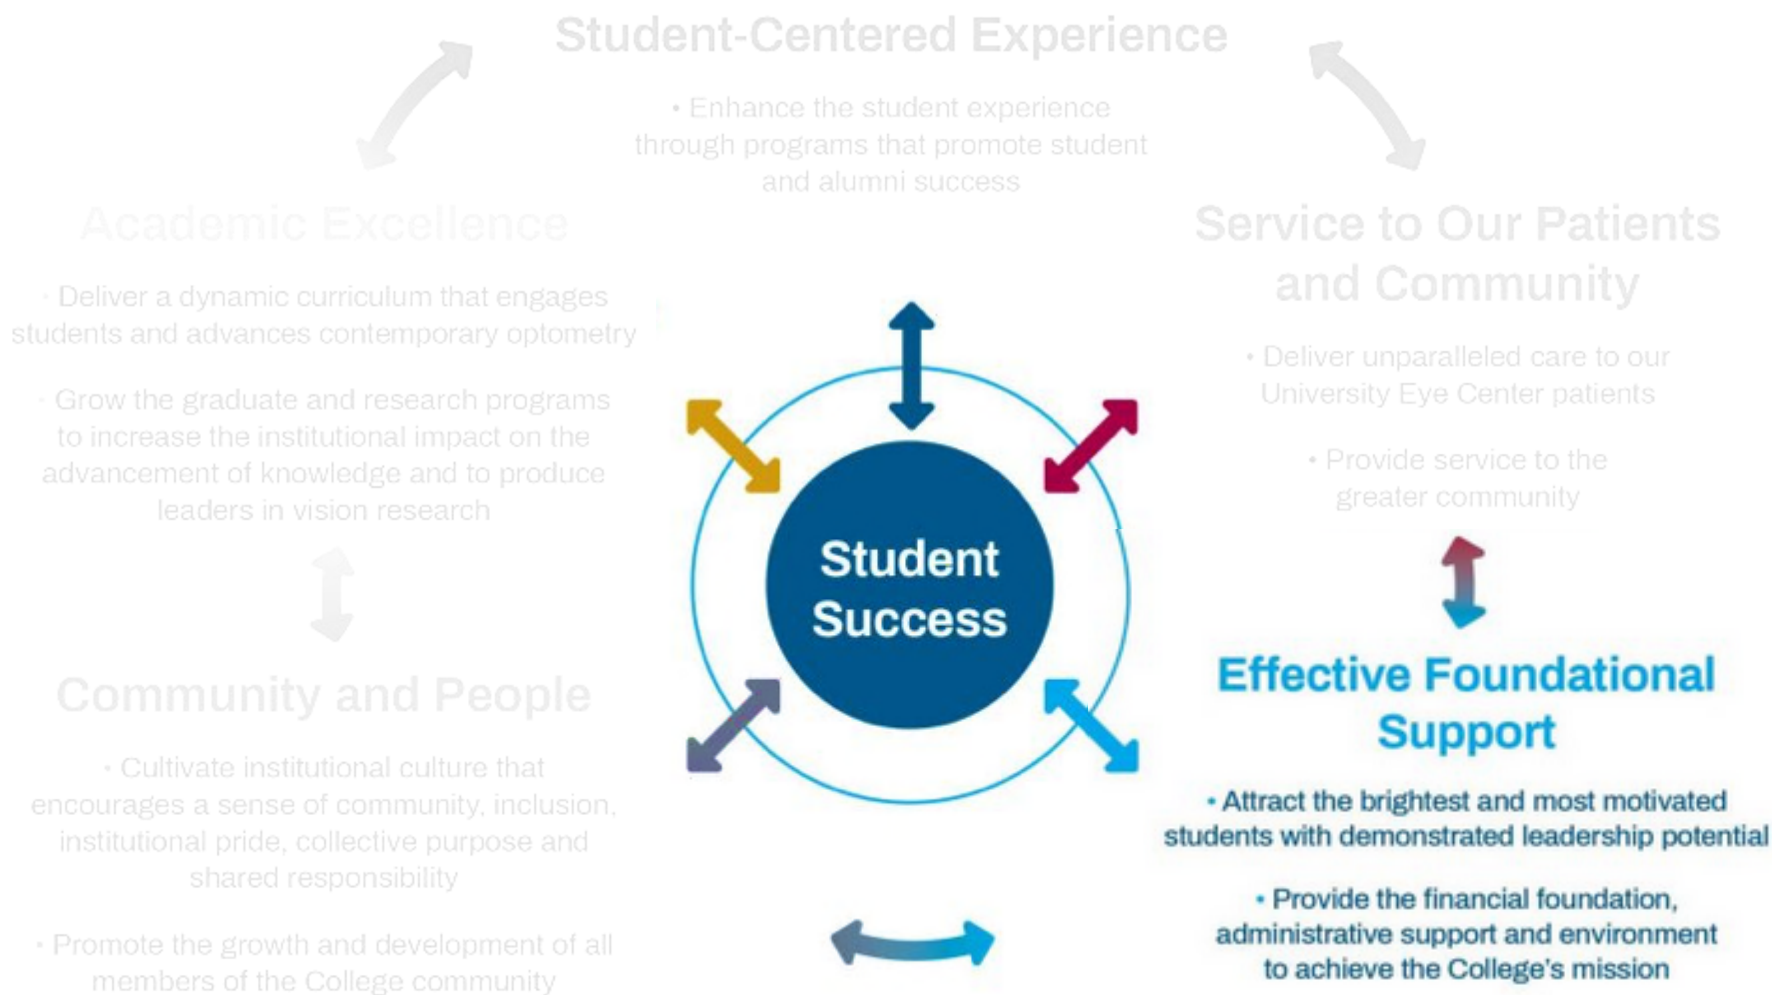 Student-Centered Experience
• Enhance the student experience
through programs that promote student
and alumni success
Academic Excellence
• Deliver a dynamic curriculum that engages
students and advances contemporary optometry
• Grow the graduate and research programs
to increase the institutional impact on the
advancement of knowledge and to produce
leaders in vision research
Service to Our Patients
and Community
• Deliver unparalleled care to our
University Eye Center patients
• Provide service to the
greater community
Student
Success
Community and People
• Cultivate institutional culture that
encourages a sense of community, inclusion,
institutional pride, collective purpose and
shared responsibility
• Promote the growth and development of all
members of the College community
Effective Foundational
Support
• Attract the brightest and most motivated
students with demonstrated leadership potential
• Provide the financial foundation,
administrative support and environment
to achieve the College's mission